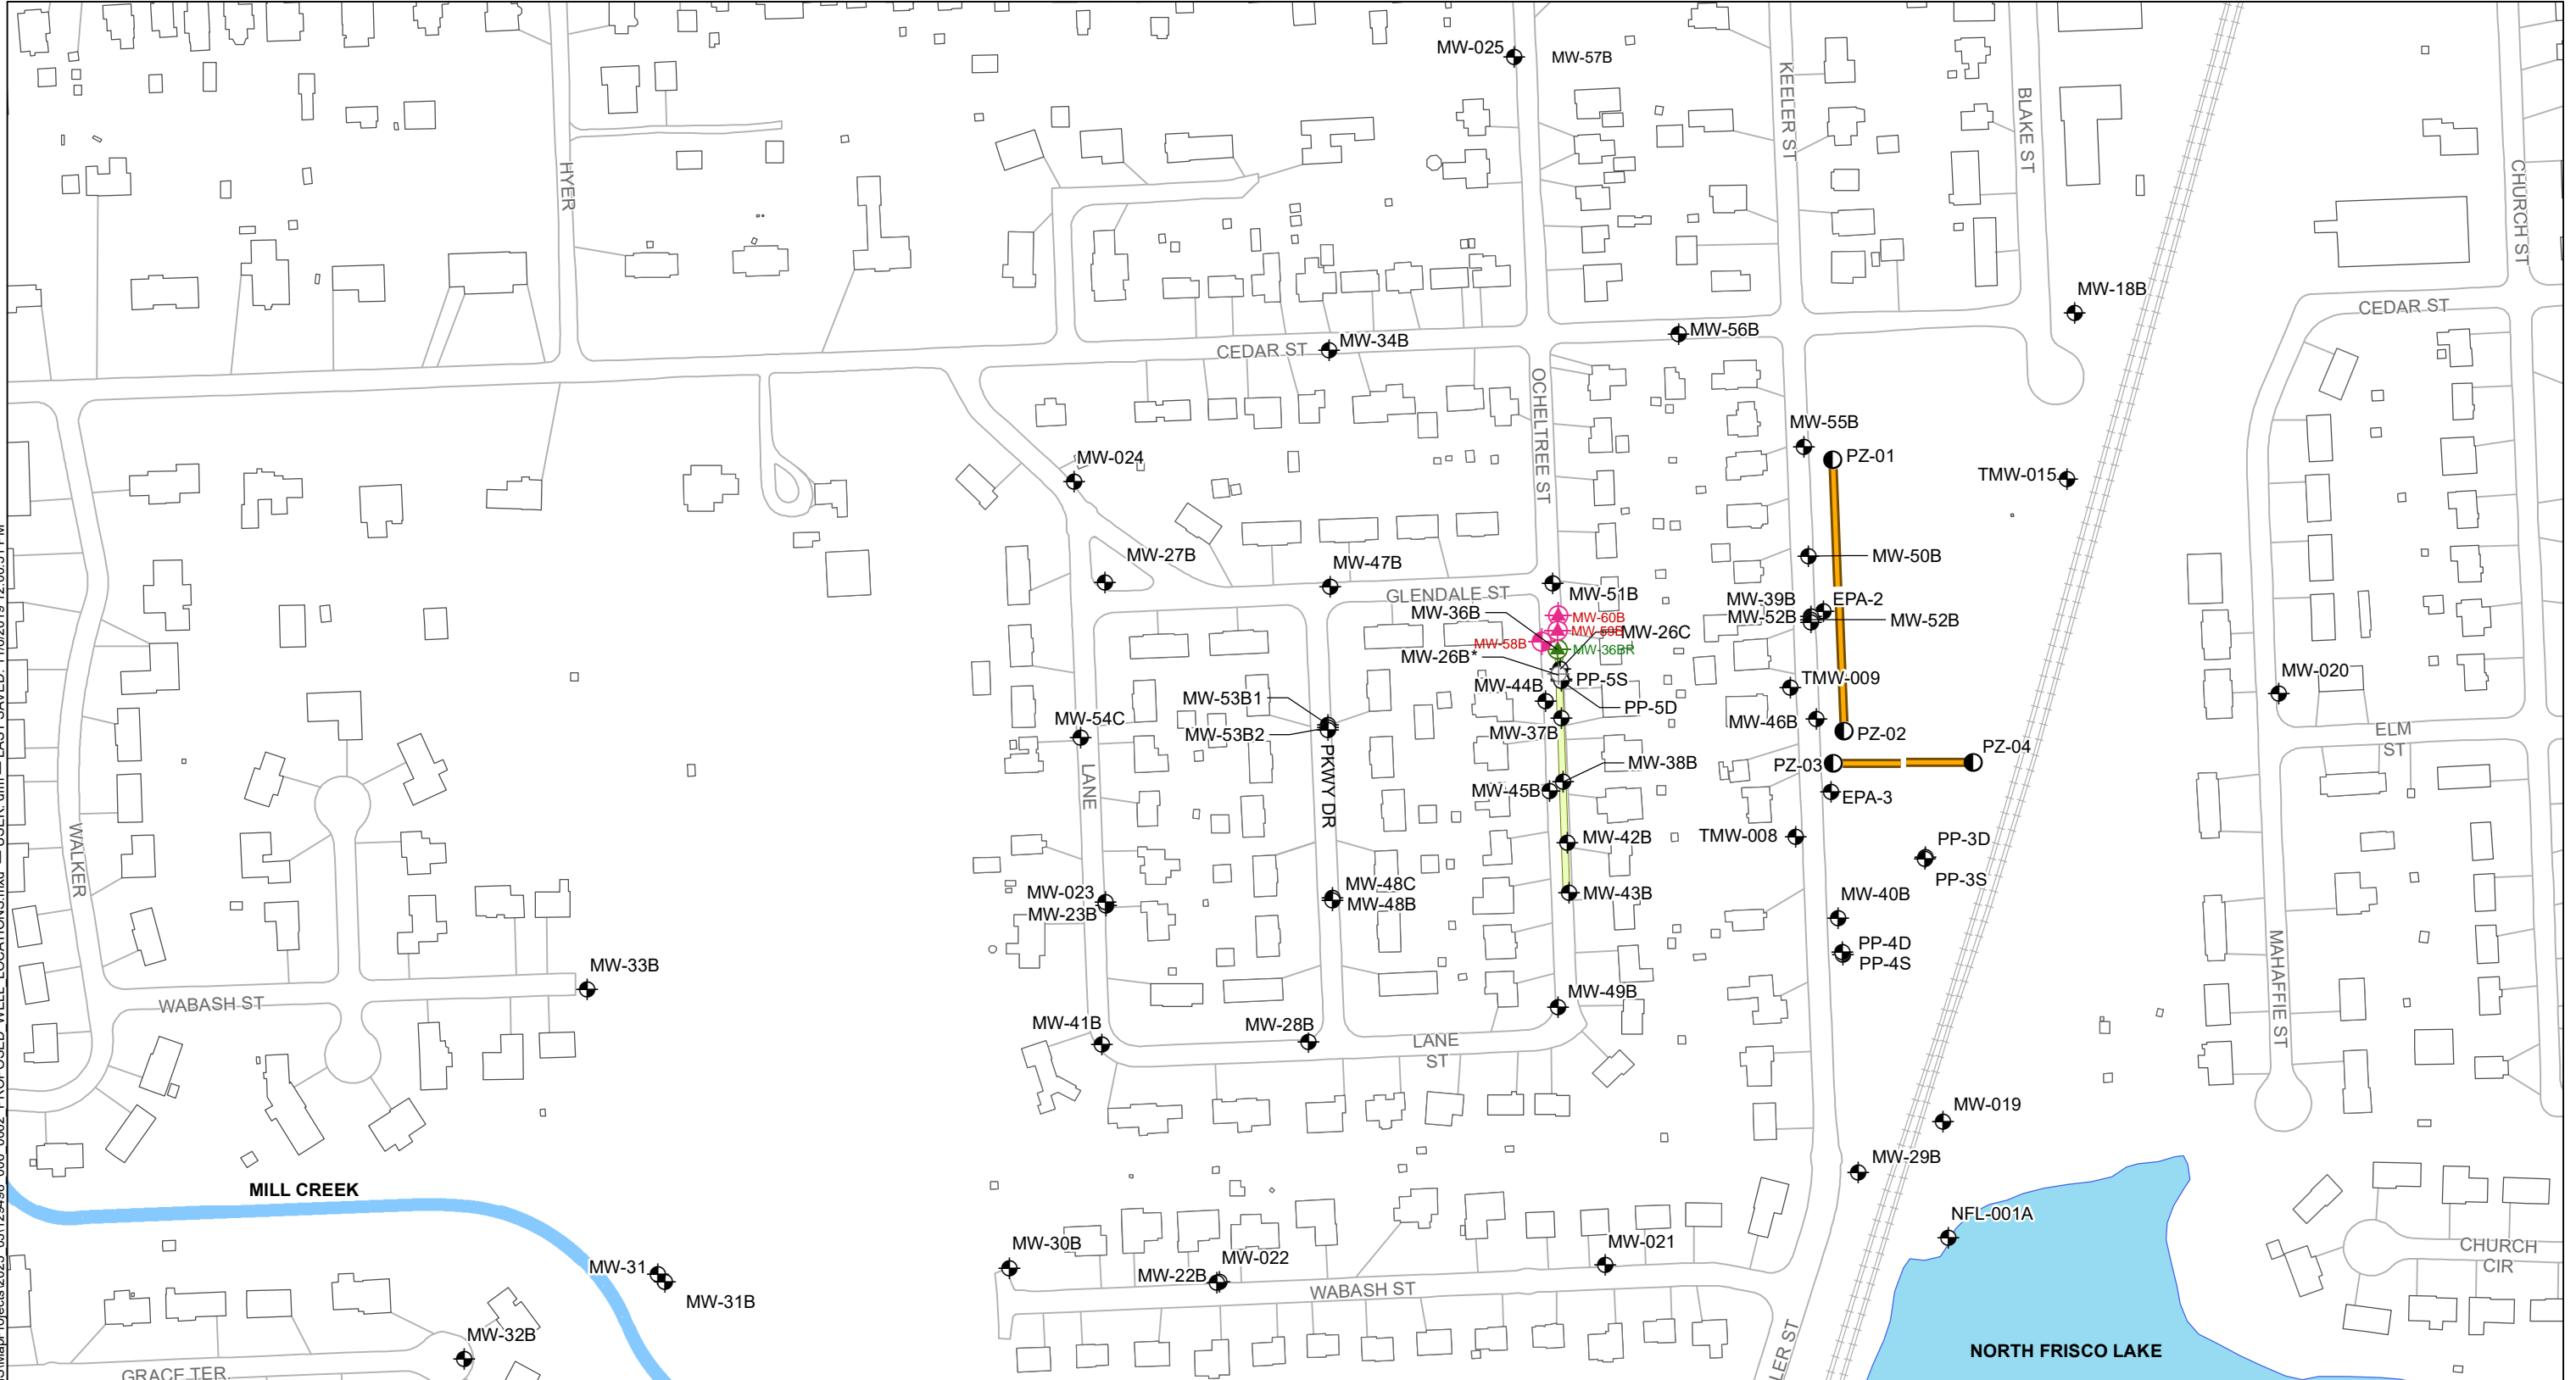 MW-025
MW-57B
KEELER ST
BLAKE ST
HYER
CHURCH ST
MW-18B
CEDAR ST
MW-56B
MW-34B
CEDAR ST
OCHELTREE ST
MW-55B
PZ-01
MW-024
TMW-015
MW-27B
MW-47B
MW-50B
GLENDALE ST
MW-51B
MW-39B
EPA-2
MW-36B
MW-60B
MW-52B
MW-52B
MW-59B
MW-26C
MW-58B
MW-36BR
MW-26B*
MW-020
PP-5S
TMW-009
MW-44B
MW-53B1
PP-5D
MW-54C
MW-46B
MW-53B2
MW-37B
PZ-02
ELM
ST
PZ-04
MW-38B
PZ-03
LANE
PKWY DR
MW-45B
EPA-3
WALKER
MW-42B
TMW-008
PP-3D
PP-3S
MW-48C
MW-023
MW-43B
MW-40B
MW-48B
MW-23B
PP-4D
PP-4S
MAHAFFIE ST
MW-33B
MW-49B
WABASH ST
MW-41B
MW-28B
LANE
ST
MW-019
MW-29B
MILL CREEK
NFL-001A
MW-30B
MW-021
CHURCH
CIR
MW-022
MW-31
MW-22B
WABASH ST
MW-31B
MW-32B
NORTH FRISCO LAKE
LER ST
GRACE TER